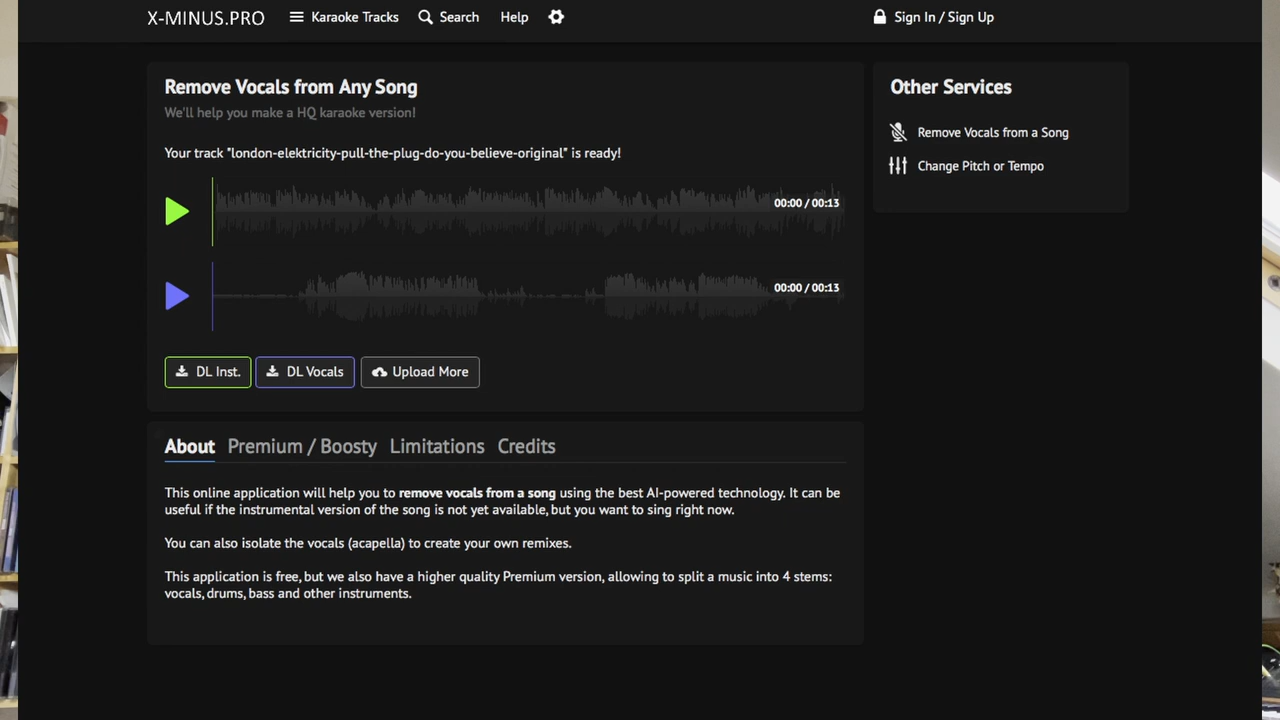 X-MINUS.PRO
Karaoke Tracks
Search
Help
Sign In / Sign Up
Remove Vocals from Any Song
We'll help you make a HQ karaoke version!
Your track "london-elektricity-pull-the-plug-do-you-believe-original" is ready!
00:00 / 00:13
00:00 / 00:13
DL Inst.
DL Vocals
Upload More
Other Services
Remove Vocals from a Song
Change Pitch or Tempo
About
Premium / Boosty
Limitations
Credits
This online application will help you to remove vocals from a song using the best AI-powered technology. It can be
useful if the instrumental version of the song is not yet available, but you want to sing right now.
You can also isolate the vocals (acapella) to create your own remixes.
This application is free, but we also have a higher quality Premium version, allowing to split a music into 4 stems:
vocals, drums, bass and other instruments.